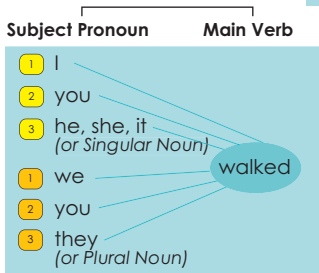 Subject Pronoun Main Verb
1 I
2 you
3 he, she, it
(or Singular Noun)
walked
1 we
2 you
3 they
(or Plural Noun)